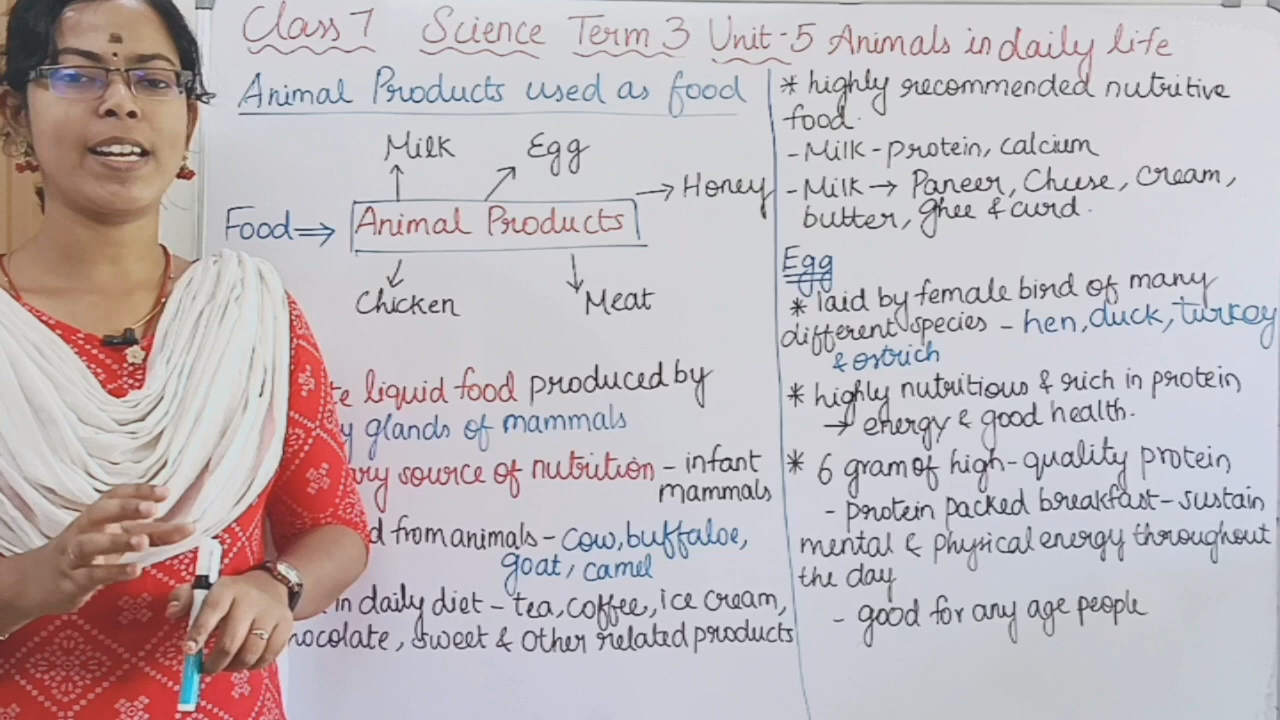 Class 7 Science Term 3 Unit-5 Animals in daily life
Animal Products used as food
Milk Egg
Honey
Food ⇒ Animal Products
Chicken Meat
liquid food produced by
glands of mammals
source of nutrition - infant
mammals
from animals - cow, buffaloe,
goat, camel
in daily diet - tea, coffee, ice cream,
sweet & other related products
* highly recommended nutritive
food.
- Milk - protein, calcium
- Milk → Paneer, Cheese, cream,
butter, ghee & curd.
Egg
* laid by female bird of many
different species - hen, duck, turkey
& ostrich
* highly nutritious & rich in protein,
→ energy & good health.
* 6 gram of high-quality protein
- protein packed breakfast - sustain
mental & physical energy throughout
the day
- good for any age people